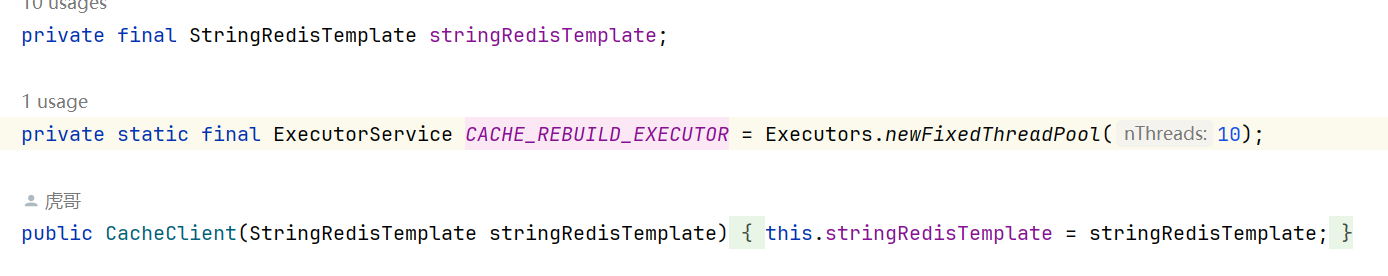 10 usages
private final StringRedisTemplate stringRedisTemplate;
1 usage
private static final ExecutorService CACHE_REBUILD_EXECUTOR = Executors.newFixedThreadPool( nThreads: 10);
虎哥
public CacheClient(StringRedisTemplate stringRedisTemplate) { this.stringRedisTemplate = stringRedisTemplate; }